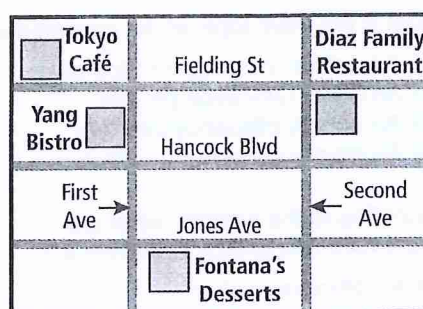 Tokyo
Café
Fielding St
Diaz Family
Restaurant
Yang
Bistro
Hancock Blvd
First
Ave
Jones Ave
Second
Ave
Fontana's
Desserts